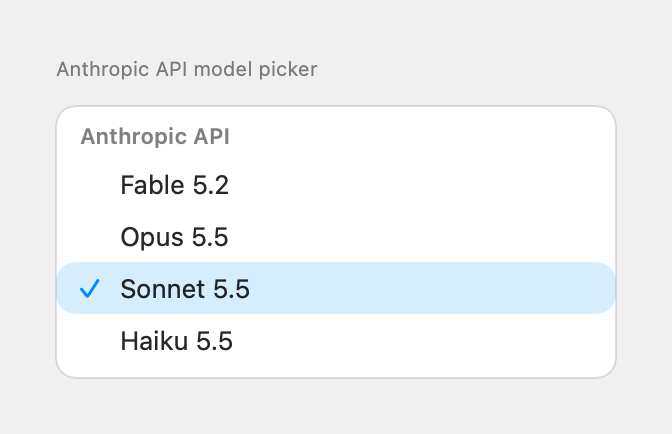 Anthropic API model picker
Anthropic API
Fable 5.2
Opus 5.5
Sonnet 5.5
Haiku 5.5